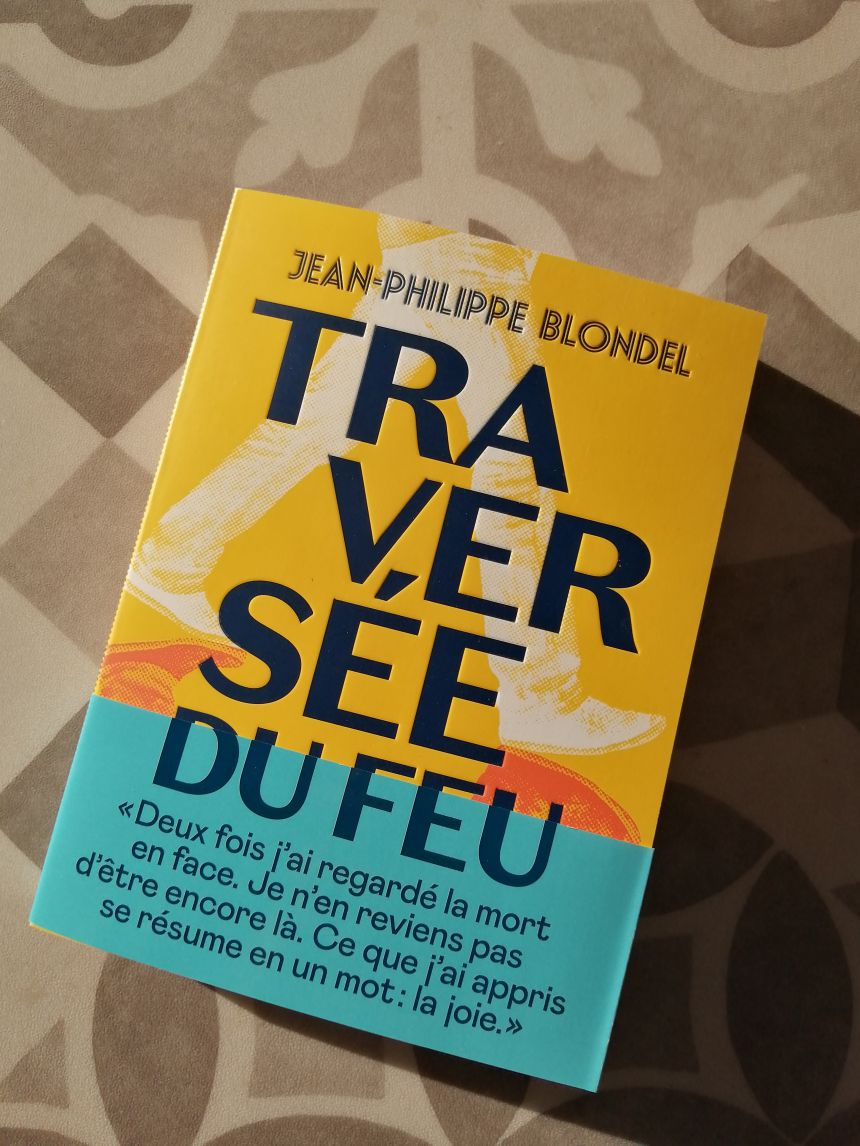 JEAN-PHILIPPE BLONDEL
TRA
VER
SÉE
DU FEU
«Deux fois j'ai regardé la mort
en face. Je n'en reviens pas
d'être encore là. Ce que j'ai appris
se résume en un mot : la joie.»